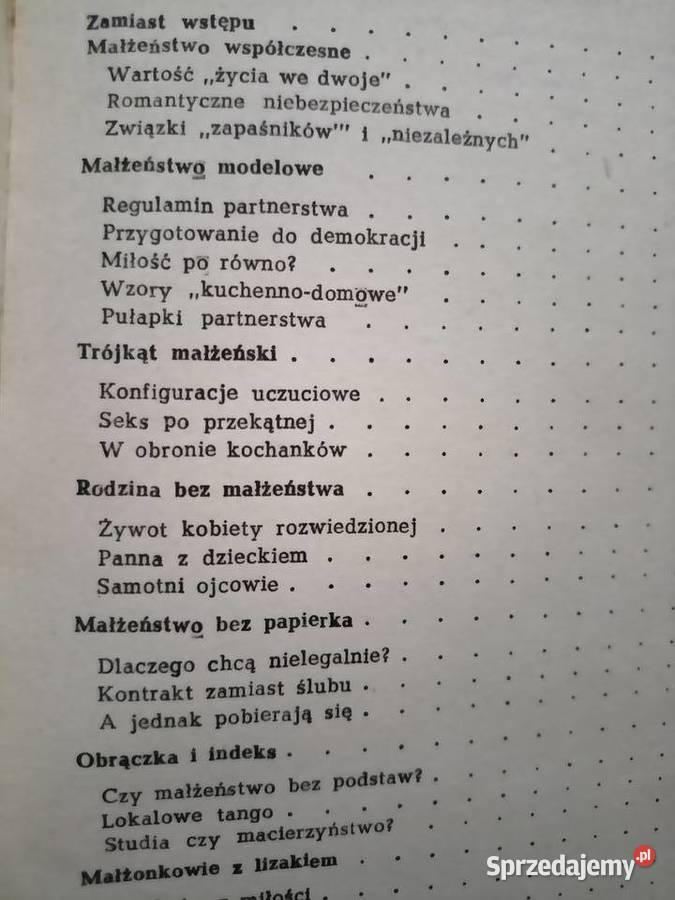 Zamiast wstępu . . . . . . . .
Małżeństwo współczesne . . . . . . .
Wartość „życia we dwoje" . . . . . .
Romantyczne niebezpieczeństwa . . . . .
Związki „zapaśników'" i „niezależnych" . . . .
Małżeństwo modelowe . . . . . . . .
Regulamin partnerstwa . . . . . . . .
Przygotowanie do demokracji . . . . . .
Miłość po równo? . . . . . . . . .
Wzory „kuchenno-domowe" . . . . . .
Pułapki partnerstwa . . . . . . . .
Trójkąt małżeński . . . . . . . . .
Konfiguracje uczuciowe . . . . . . . .
Seks po przekątnej . . . . . . . . .
W obronie kochanków . . . . . . . .
Rodzina bez małżeństwa . . . . . . . .
Żywot kobiety rozwiedzionej . . . . . .
Panna z dzieckiem . . . . . . . . .
Samotni ojcowie . . . . . . . . . .
Małżeństwo bez papierka . . . . . . . .
Dlaczego chcą nielegalnie? . . . . . . .
Kontrakt zamiast ślubu . . . . . . . .
A jednak pobierają się . . . . . . . .
Obrączka i indeks . . . . . . . . . .
Czy małżeństwo bez podstaw? . . . . . .
Lokalowe tango . . . . . . . . . .
Studia czy macierzyństwo? . . . . . . .
Małżonkowie z lizakiem . . . . . . . .
miłości . . . .
Sprzedajemy.pl